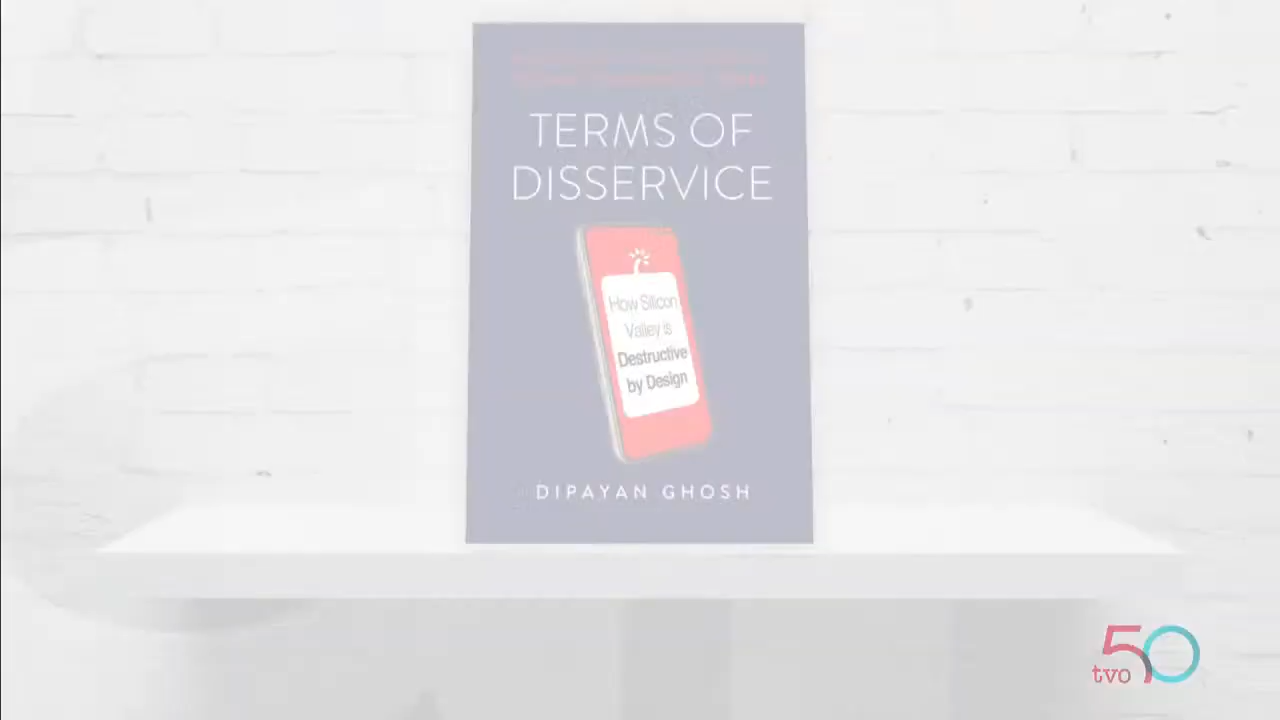 TERMS OF
DISSERVICE
How Silicon
Valley is
Destructive
by Design
DIPAYAN GHOSH
50
tvo